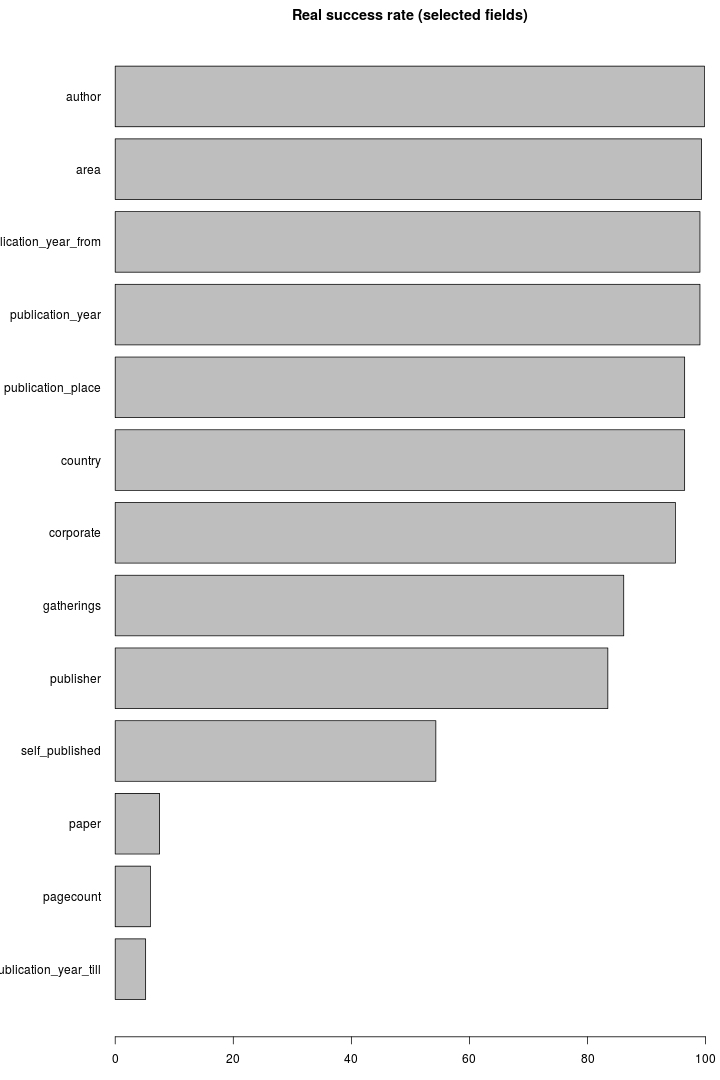 Real success rate (selected fields)
author
area
lication_year_from
publication_year
publication_place
country
corporate
gatherings
publisher
self_published
paper
pagecount
ublication_year_till
0 20 40 60 80 100